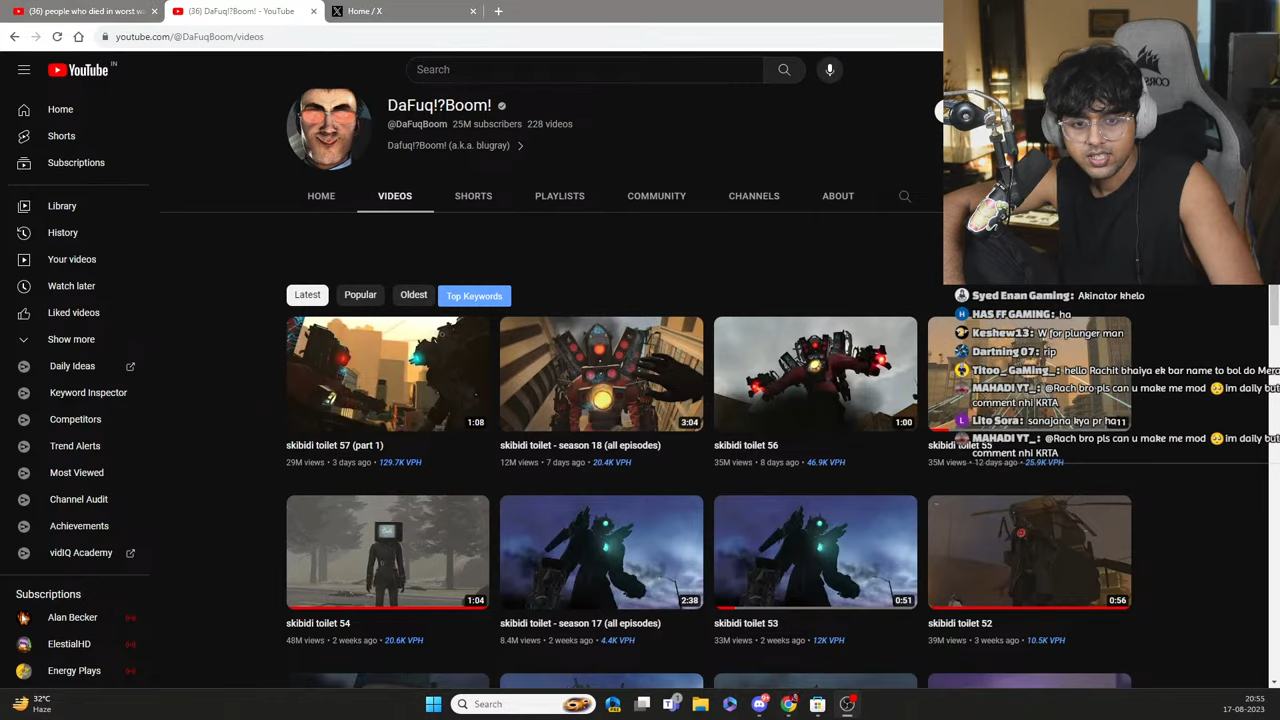 (36) people who died in worst wa
DaFuq!?Boom! - YouTube
Home / X
youtube.com/@DaFuqBoom/videos
YouTube
IN
Search
Home
Shorts
Subscriptions
Library
History
Your videos
Watch later
Liked videos
Show more
Daily Ideas
Keyword Inspector
Competitors
Trend Alerts
Most Viewed
Channel Audit
Achievements
vidIQ Academy
Subscriptions
Alan Becker
ElestialHD
Energy Plays
DaFuq!?Boom!
@DaFuqBoom 25M subscribers 228 videos
Dafuq!?Boom! (a.k.a. blugray)
HOME VIDEOS SHORTS PLAYLISTS COMMUNITY CHANNELS ABOUT
Latest Popular Oldest Top Keywords
1:08
skibidi toilet 57 (part 1)
29M views • 3 days ago • 129.7K VPH
3:04
skibidi toilet - season 18 (all episodes)
12M views • 7 days ago • 20.4K VPH
1:00
skibidi toilet 56
35M views • 8 days ago • 46.9K VPH
skibidi toilet 55
35M views • 12 days ago • 25.9K VPH
1:04
skibidi toilet 54
48M views • 2 weeks ago • 20.6K VPH
2:38
skibidi toilet - season 17 (all episodes)
8.4M views • 2 weeks ago • 4.4K VPH
0:51
skibidi toilet 53
33M views • 2 weeks ago • 12K VPH
0:56
skibidi toilet 52
39M views • 3 weeks ago • 10.5K VPH
Syed Enan Gaming: Akinator khelo
HAS FF GAMING: ha
Keshew13: W for plunger man
Dartning 07: rip
Titoo_GaMing_: hello Rachit bhaiya ek bar name to bol do Mera
MAHADI YT_: @Rach bro pls can u make me mod im daily but
comment nhi KRTA
Lito Sora: sanajana kya pr ha
MAHADI YT_: @Rach bro pls can u make me mod im daily but
comment nhi KRTA
32°C
Haze
Search
20:55
17-08-2023